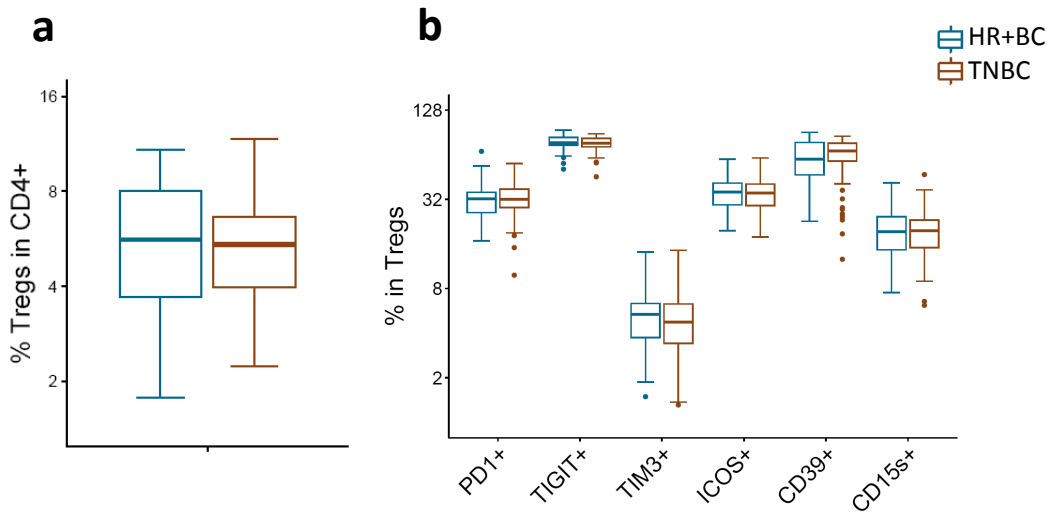 a
% Tregs in CD4+
16
8
4
2
b
HR+BC
TNBC
% in Tregs
128
32
8
2
PD1+
TIGIT+
TIM3+
ICOS+
CD39+
CD15s+